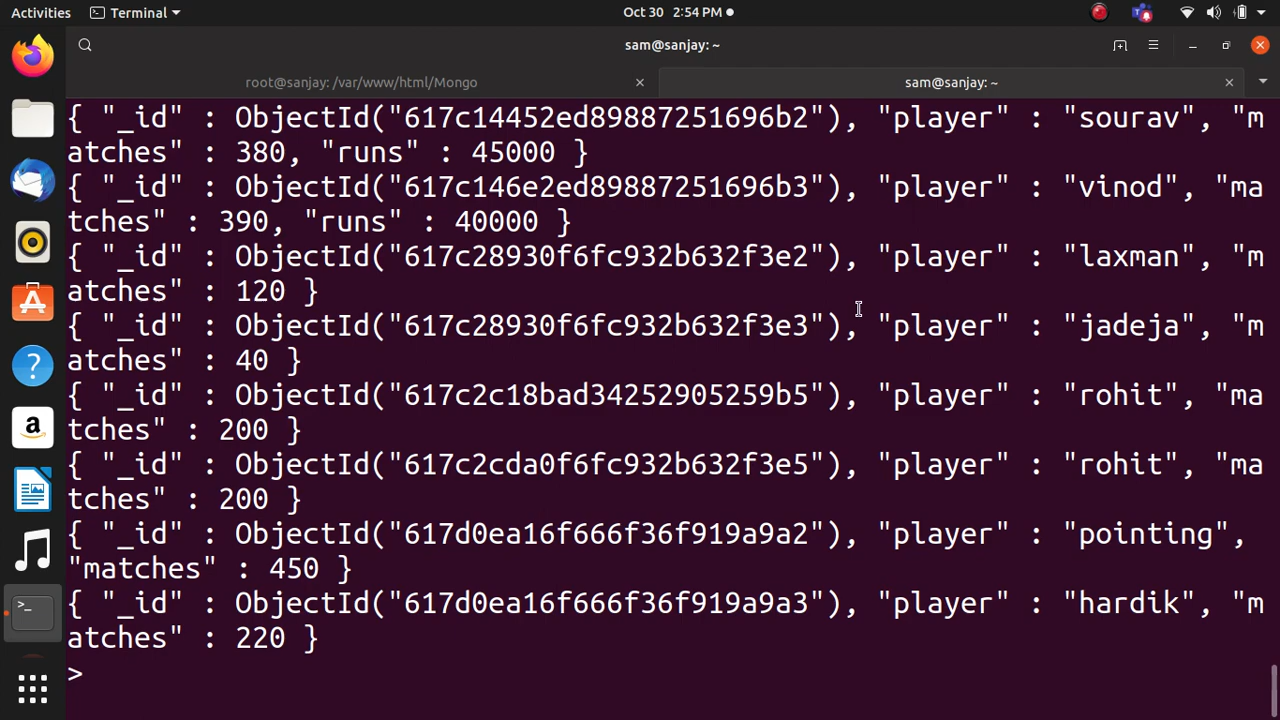 Activities Terminal Oct 30 2:54 PM
sam@sanjay: ~
root@sanjay: /var/www/html/Mongo sam@sanjay: ~
{ "_id" : ObjectId("617c14452ed89887251696b2"), "player" : "sourav", "m
atches" : 380, "runs" : 45000 }
{ "_id" : ObjectId("617c146e2ed89887251696b3"), "player" : "vinod", "ma
tches" : 390, "runs" : 40000 }
{ "_id" : ObjectId("617c28930f6fc932b632f3e2"), "player" : "laxman", "m
atches" : 120 }
{ "_id" : ObjectId("617c28930f6fc932b632f3e3"), "player" : "jadeja", "m
atches" : 40 }
{ "_id" : ObjectId("617c2c18bad34252905259b5"), "player" : "rohit", "ma
tches" : 200 }
{ "_id" : ObjectId("617c2cda0f6fc932b632f3e5"), "player" : "rohit", "ma
tches" : 200 }
{ "_id" : ObjectId("617d0ea16f666f36f919a9a2"), "player" : "pointing",
"matches" : 450 }
{ "_id" : ObjectId("617d0ea16f666f36f919a9a3"), "player" : "hardik", "m
atches" : 220 }
>